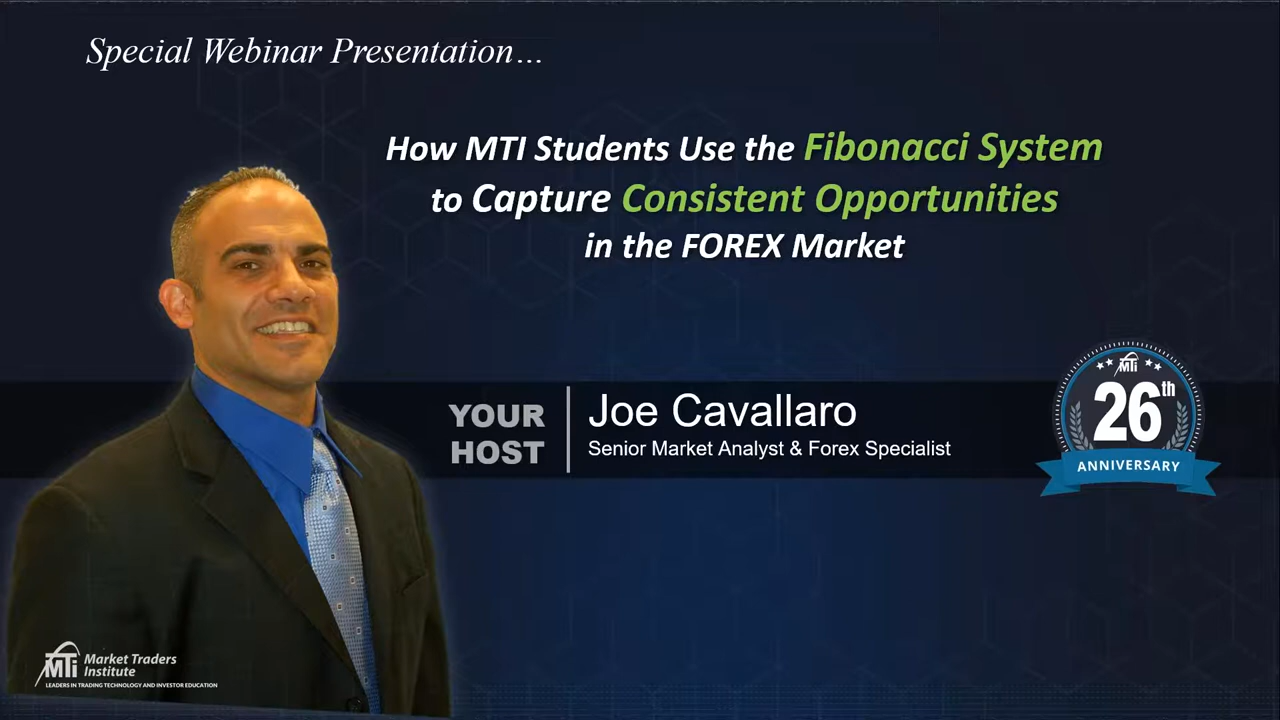 Special Webinar Presentation...
How MTI Students Use the Fibonacci System
to Capture Consistent Opportunities
in the FOREX Market
YOUR
HOST
Joe Cavallaro
Senior Market Analyst & Forex Specialist
MTi
26th
ANNIVERSARY
MTi
Market Traders
Institute
LEADERS IN TRADING TECHNOLOGY AND INVESTOR EDUCATION